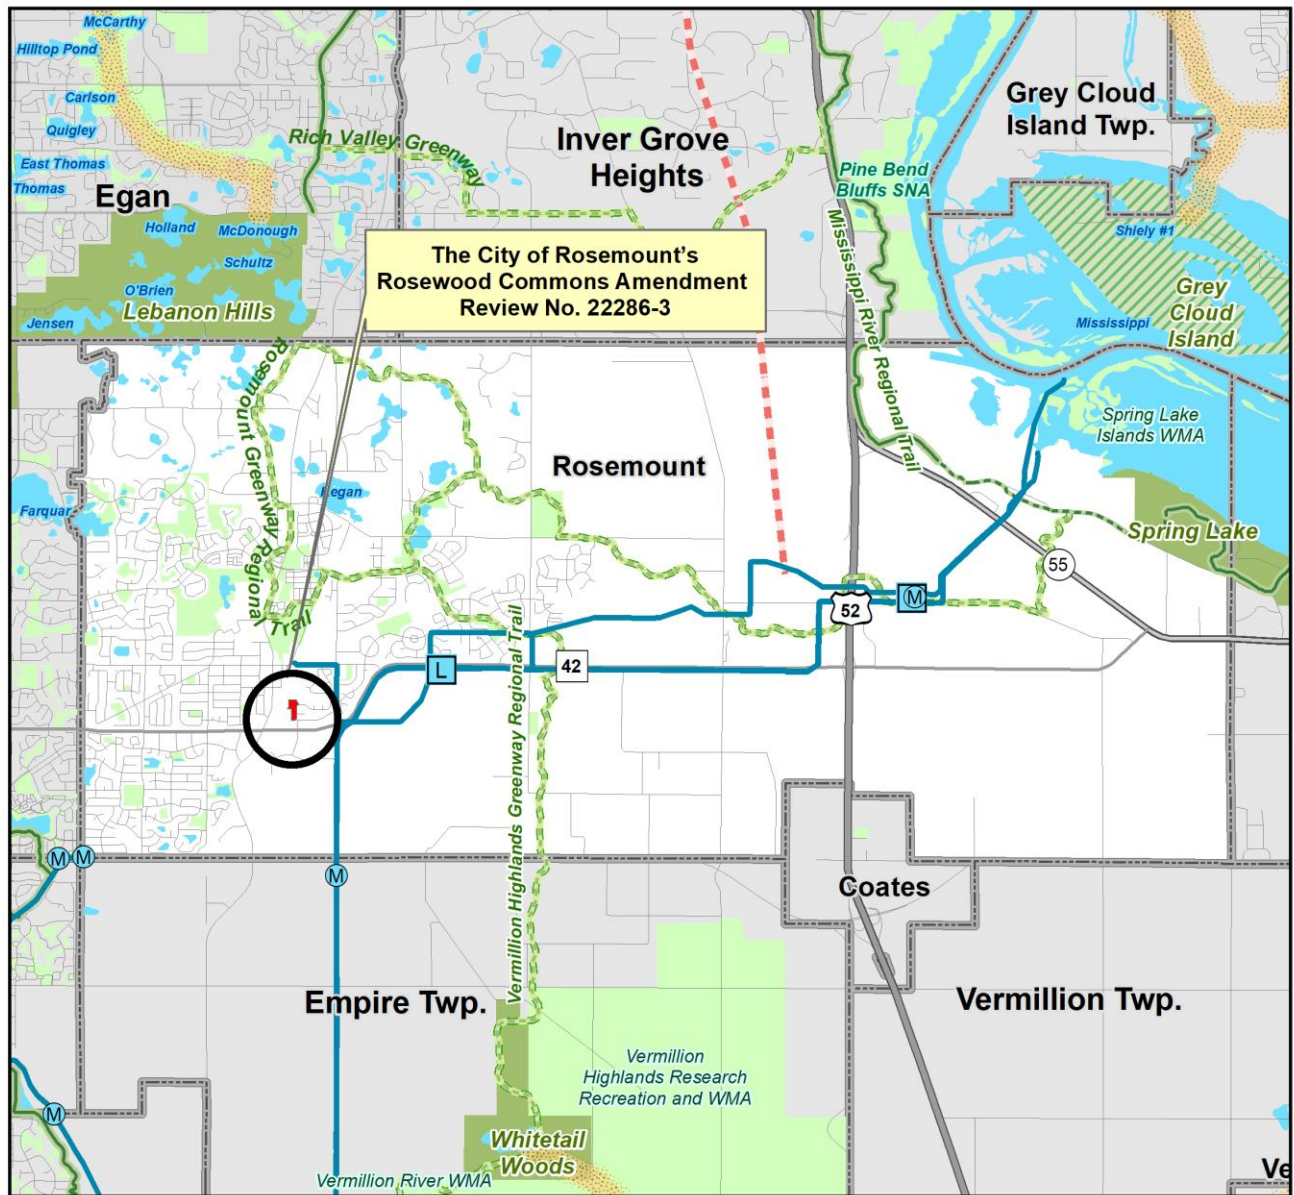 McCarthy
Hilltop Pond
Carlson
Quigley
East Thomas
Thomas
Egan
Rich Valley Greenway
Inver Grove
Heights
Grey Cloud
Island Twp.
Pine Bend
Bluffs SNA
Holland
McDonough
Schultz
O'Brien
Lebanon Hills
Jensen
The City of Rosemount's
Rosewood Commons Amendment
Review No. 22286-3
Shiely #1
Grey
Cloud
Island
Mississippi
Mississippi River Regional Trail
Rosemount Greenway Regional
Trail
Spring Lake
Islands WMA
Rosemount
Kegan
Farquar
Spring Lake
55
M
52
L
42
Vermillion Highlands Greenway Regional Trail
M
M
M
Coates
Empire Twp.
Vermillion Twp.
Vermillion
Highlands Research
Recreation and WMA
M
Whitetail
Woods
Vermillion River WMA
Ve